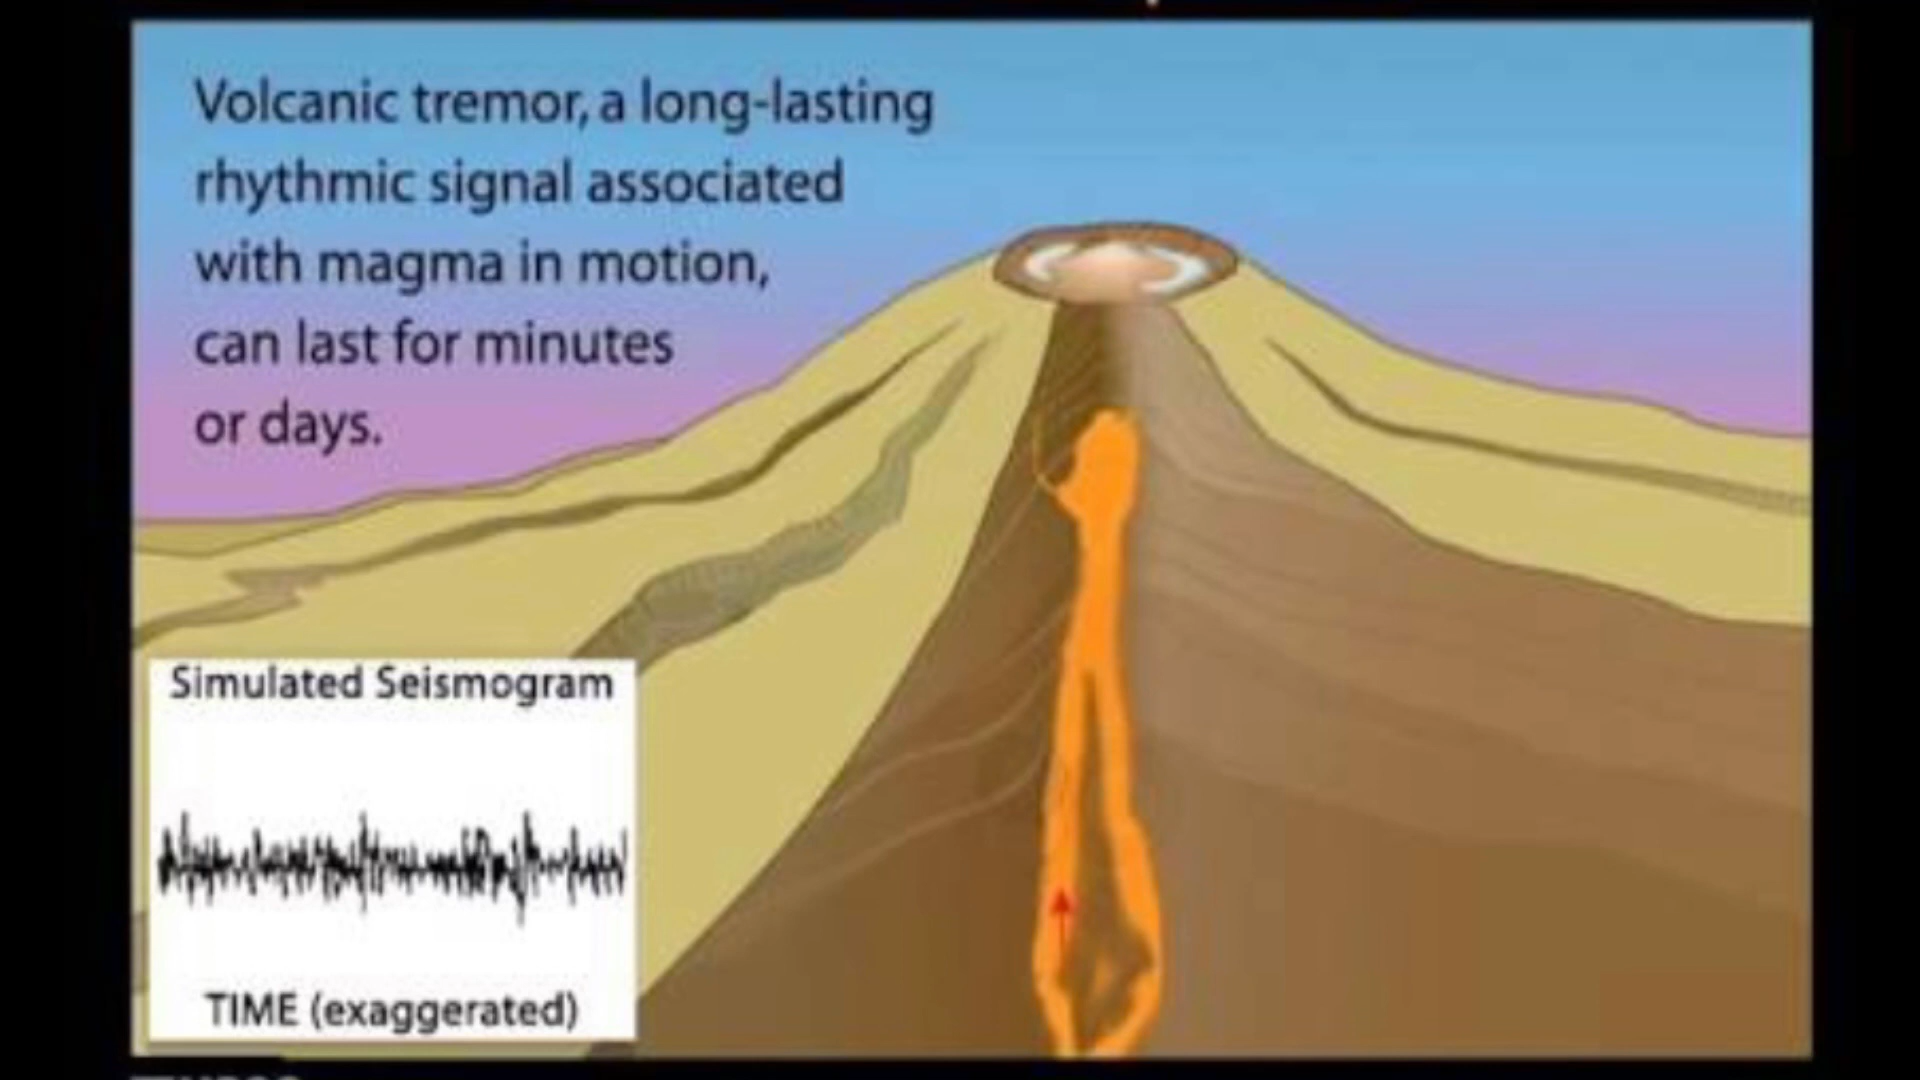 Volcanic tremor, a long-lasting
rhythmic signal associated
with magma in motion,
can last for minutes
or days.
Simulated Seismogram
TIME (exaggerated)